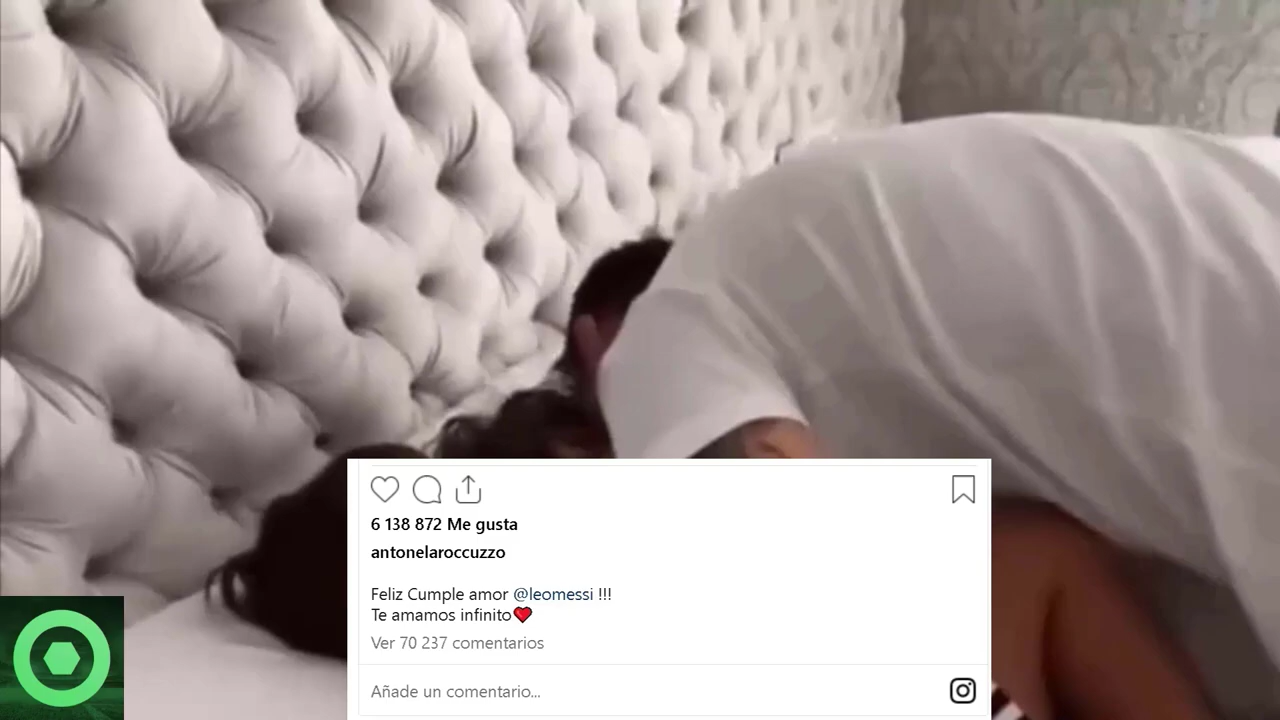 6 138 872 Me gusta
antonelaroccuzzo
Feliz Cumple amor @leomessi !!!
Te amamos infinito❤️
Ver 70 237 comentarios
Añade un comentario...